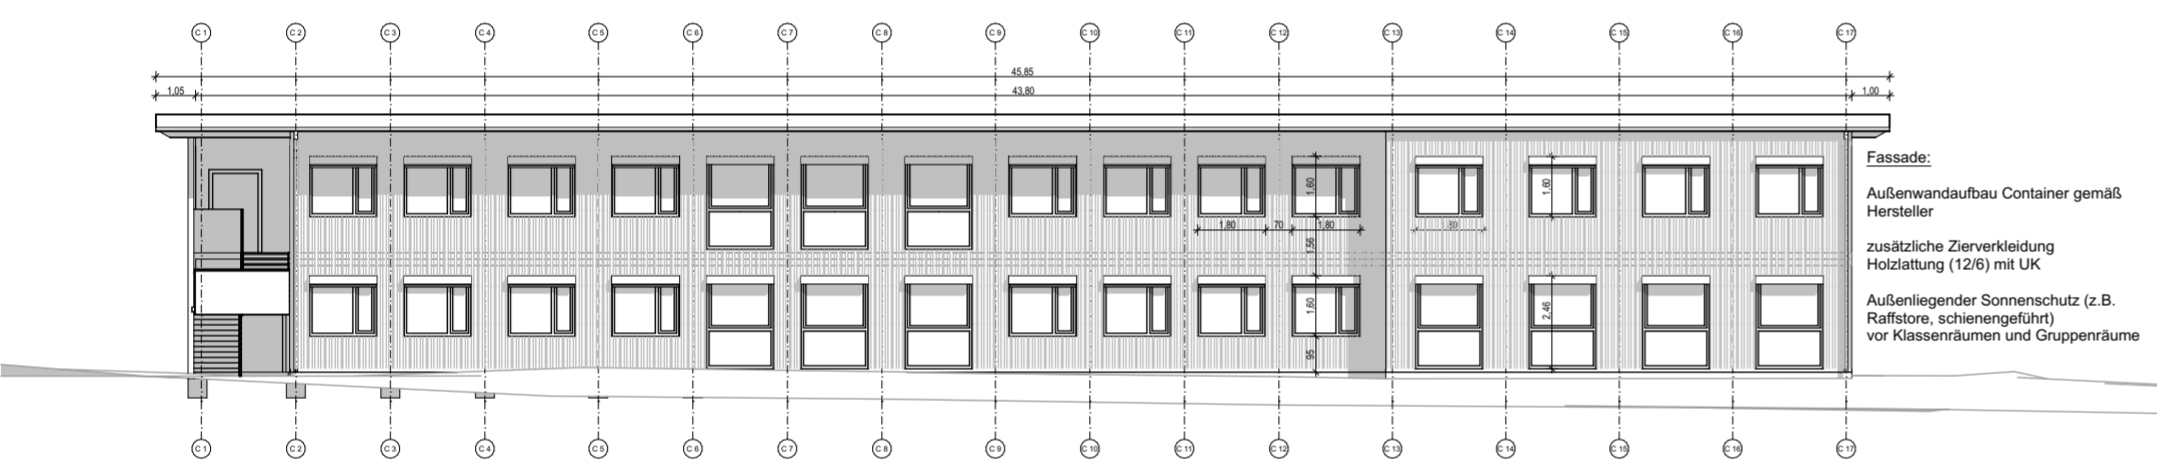 C 1 C 2 C 3 C 4 C 5 C 6 C 7 C 8 C 9 C 10 C 11 C 12 C 13 C 14 C 15 C 16 C 17
45,85
1,05 43,80 1,00
Fassade:
Außenwandaufbau Container gemäß
Hersteller
zusätzliche Zierverkleidung
Holzlattung (12/6) mit UK
Außenliegender Sonnenschutz (z.B.
Raffstore, schienengeführt)
vor Klassenräumen und Gruppenräume
1,60 1,60
1,80 70 1,80
1,56
1,60 2,46
95
C 1 C 2 C 3 C 4 C 5 C 6 C 7 C 8 C 9 C 10 C 11 C 12 C 13 C 14 C 15 C 16 C 17